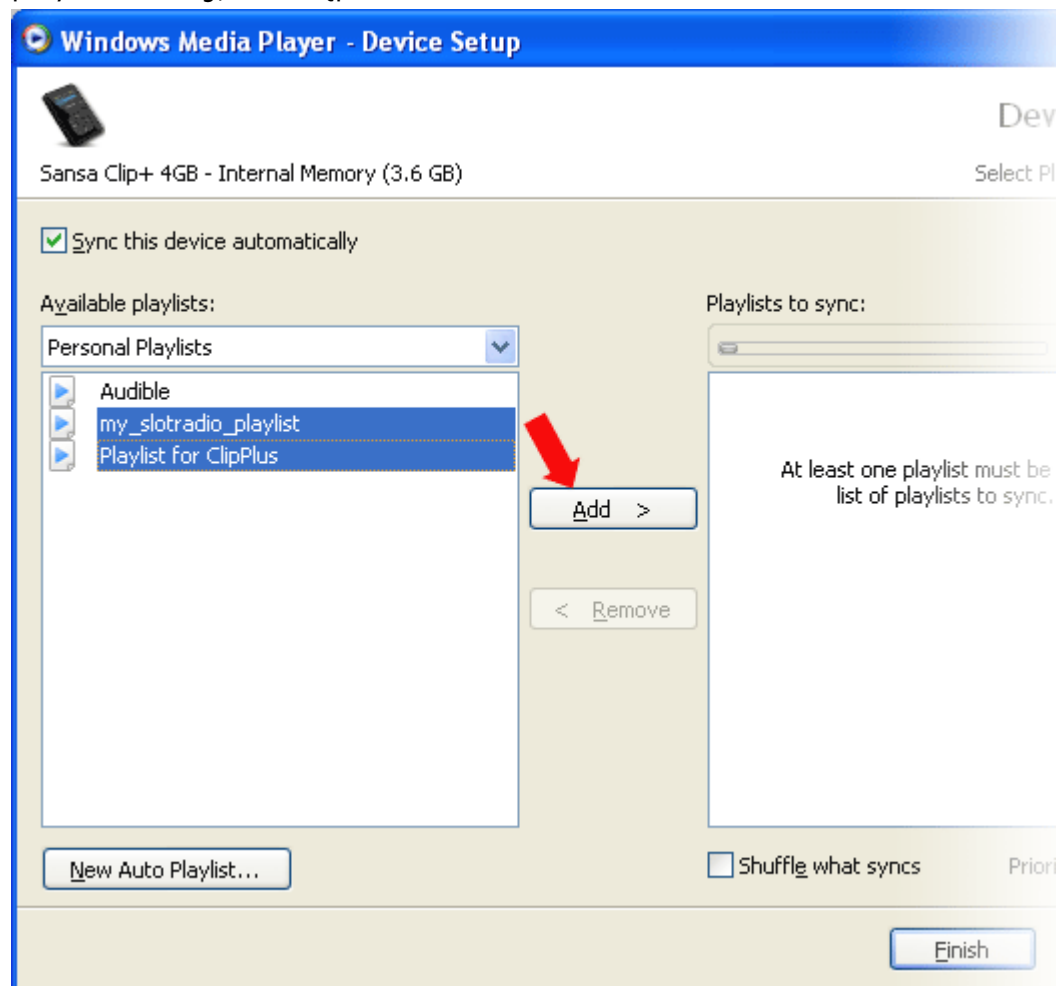 Windows Media Player - Device Setup
Dev
Sansa Clip+ 4GB - Internal Memory (3.6 GB)
Select Pl
Sync this device automatically
Available playlists:
Playlists to sync:
Personal Playlists
Audible
my_slotradio_playlist
Playlist for ClipPlus
At least one playlist must be
list of playlists to sync.
Add >
< Remove
New Auto Playlist...
Shuffle what syncs
Priori
Finish